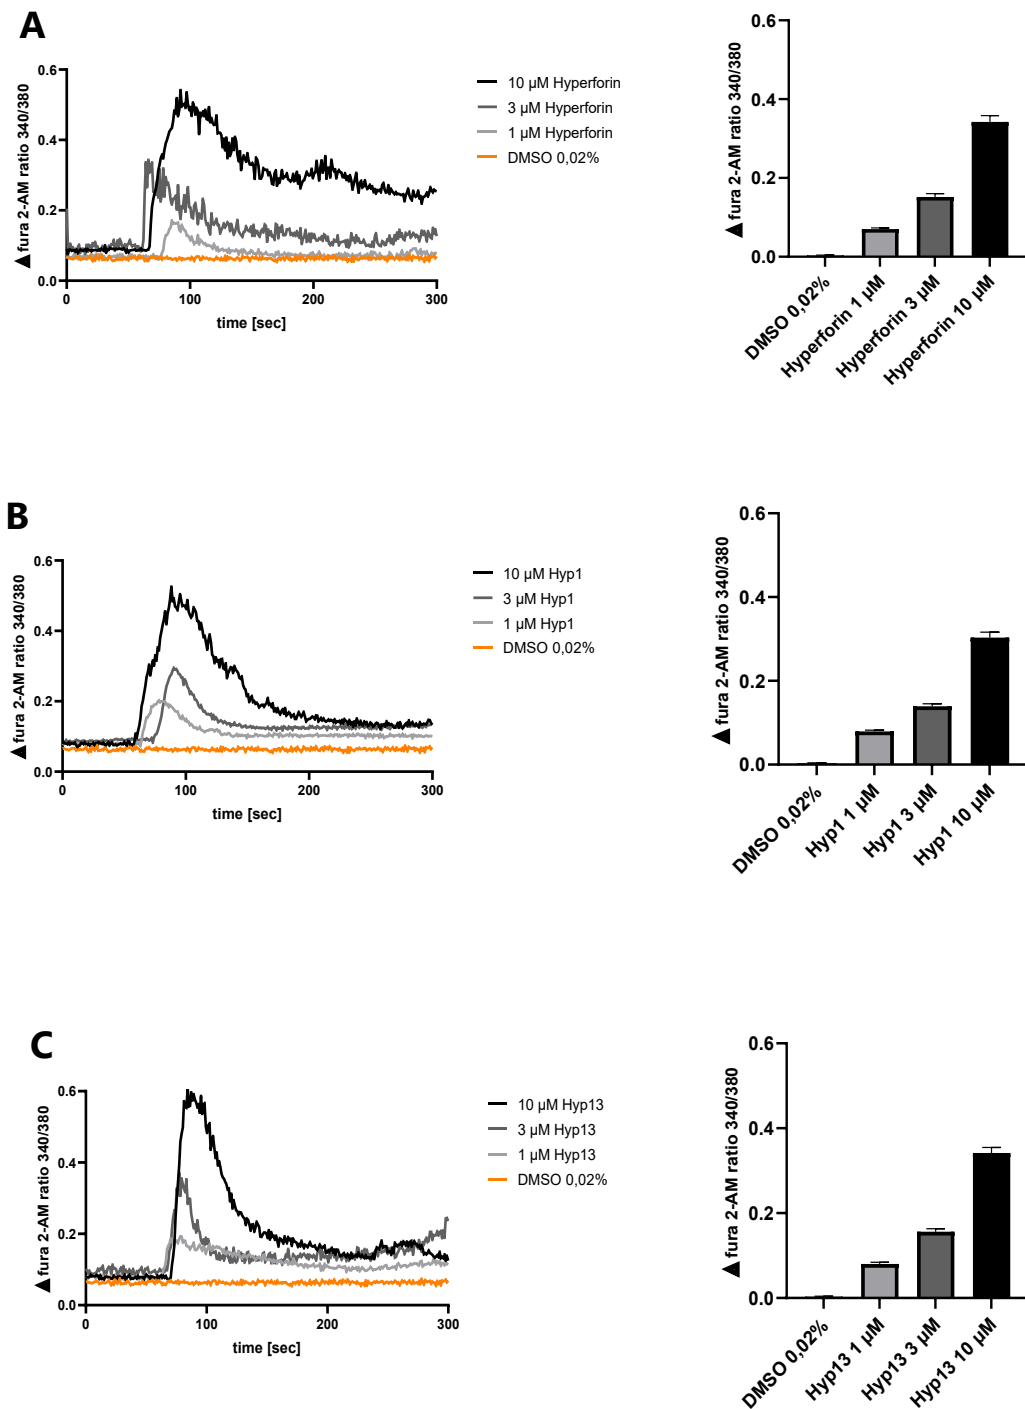 A
▲ fura 2-AM ratio 340/380
0.6
0.4
0.2
0.0
0
100
200
300
time [sec]
10 µM Hyperforin
3 µM Hyperforin
1 µM Hyperforin
DMSO 0,02%
▲ fura 2-AM ratio 340/380
0.6
0.4
0.2
0.0
DMSO 0,02%
Hyperforin 1 µM
Hyperforin 3 µM
Hyperforin 10 µM
B
▲ fura 2-AM ratio 340/380
0.6
0.4
0.2
0.0
0
100
200
300
time [sec]
10 µM Hyp1
3 µM Hyp1
1 µM Hyp1
DMSO 0,02%
▲ fura 2-AM ratio 340/380
0.6
0.4
0.2
0.0
DMSO 0,02%
Hyp1 1 µM
Hyp1 3 µM
Hyp1 10 µM
C
▲ fura 2-AM ratio 340/380
0.6
0.4
0.2
0.0
0
100
200
300
time [sec]
10 µM Hyp13
3 µM Hyp13
1 µM Hyp13
DMSO 0,02%
▲ fura 2-AM ratio 340/380
0.6
0.4
0.2
0.0
DMSO 0,02%
Hyp13 1 µM
Hyp13 3 µM
Hyp13 10 µM